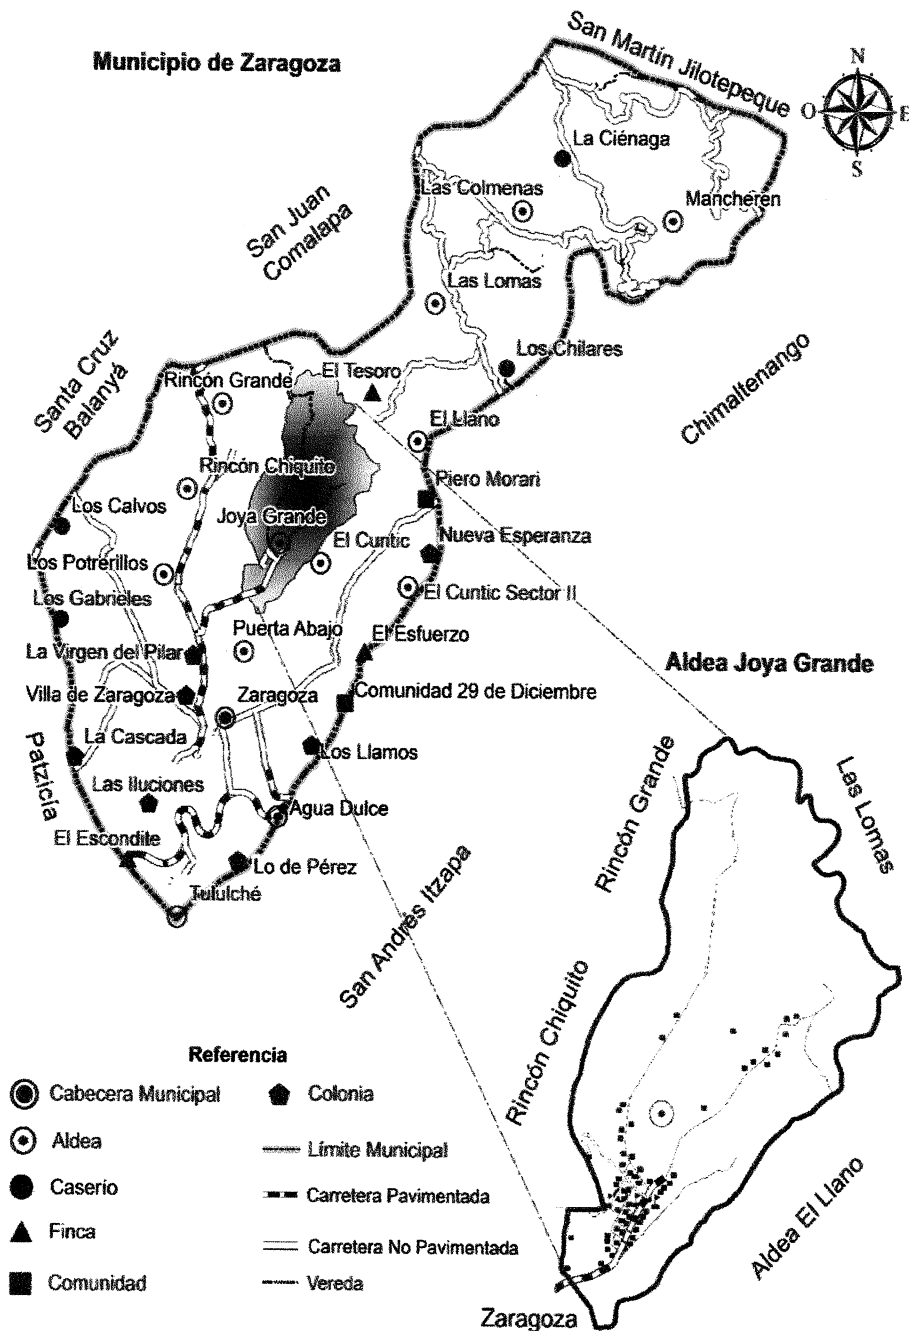 Municipio de Zaragoza
San Martín Jilotepeque
N
O
E
S
La Ciénaga
Las Colmenas
Mancheren
San Juan
Comalapa
Las Lomas
Santa Cruz
Balanyá
Los Chilares
El Tesoro
Rincón Grande
Chimaltenango
El Llano
Rincón Chiquito
Piero Morari
Los Calvos
Joya Grande
El Cuntic
Nueva Esperanza
Los Potrerillos
El Cuntic Sector II
Los Gabrieles
Puerta Abajo
El Esfuerzo
La Virgen del Pilar
Aldea Joya Grande
Villa de Zaragoza
Zaragoza
Comunidad 29 de Diciembre
La Cascada
Los Llamos
Patzicía
Las Iluciones
Agua Dulce
El Escondite
Lo de Pérez
Tululché
San Andrés Itzapa
Rincón Grande
Las Lomas
Rincón Chiquito
Aldea El Llano
Zaragoza
Referencia
Cabecera Municipal
Colonia
Aldea
Límite Municipal
Caserío
Carretera Pavimentada
Finca
Carretera No Pavimentada
Comunidad
Vereda